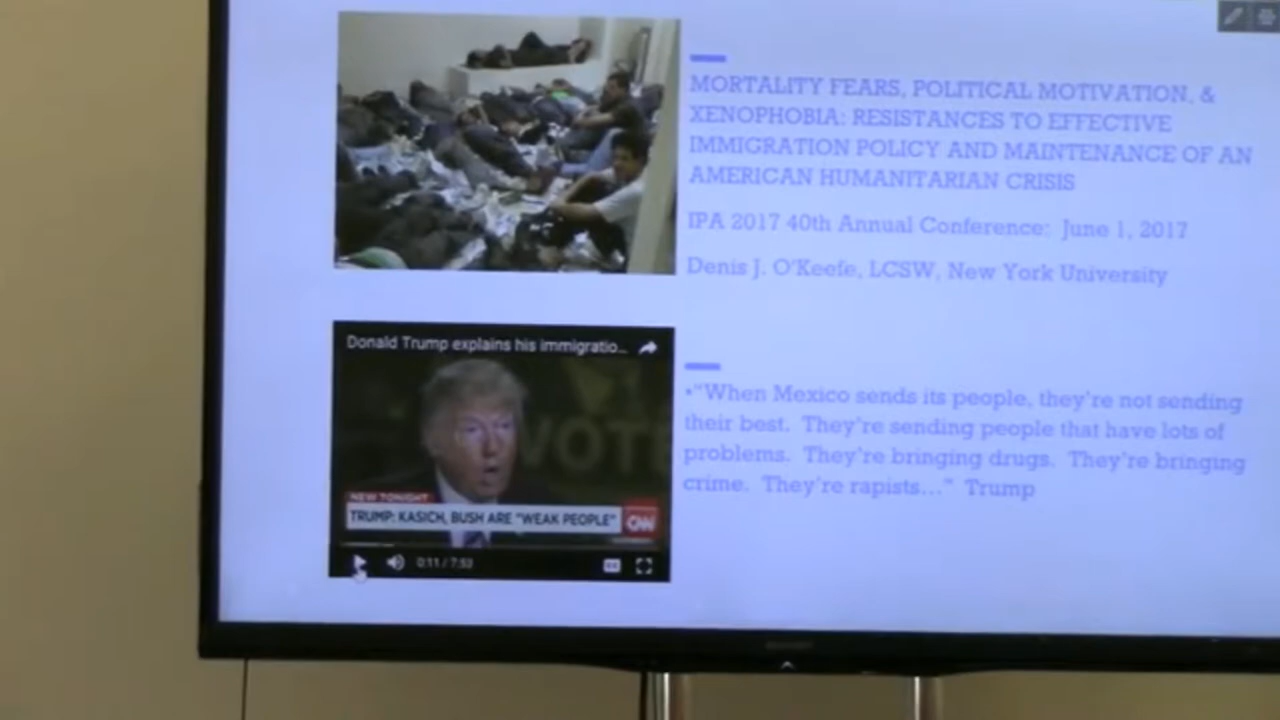 MORTALITY FEARS, POLITICAL MOTIVATION, &
XENOPHOBIA: RESISTANCES TO EFFECTIVE
IMMIGRATION POLICY AND MAINTENANCE OF AN
AMERICAN HUMANITARIAN CRISIS
IPA 2017 40th Annual Conference: June 1, 2017
Denis J. O'Keefe, LCSW, New York University
Donald Trump explains his immigratio...
VOTE
NEW TONIGHT
TRUMP: KASICH, BUSH ARE "WEAK PEOPLE"
CNN
0:11 / 7:53
CC
•"When Mexico sends its people, they're not sending
their best. They're sending people that have lots of
problems. They're bringing drugs. They're bringing
crime. They're rapists..." Trump